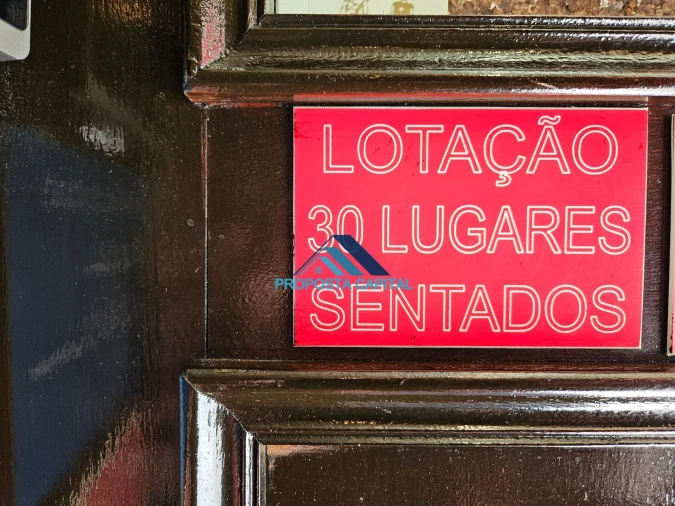 LOTAÇÃO
30 LUGARES
PROPOSTA CAPITAL
SENTADOS